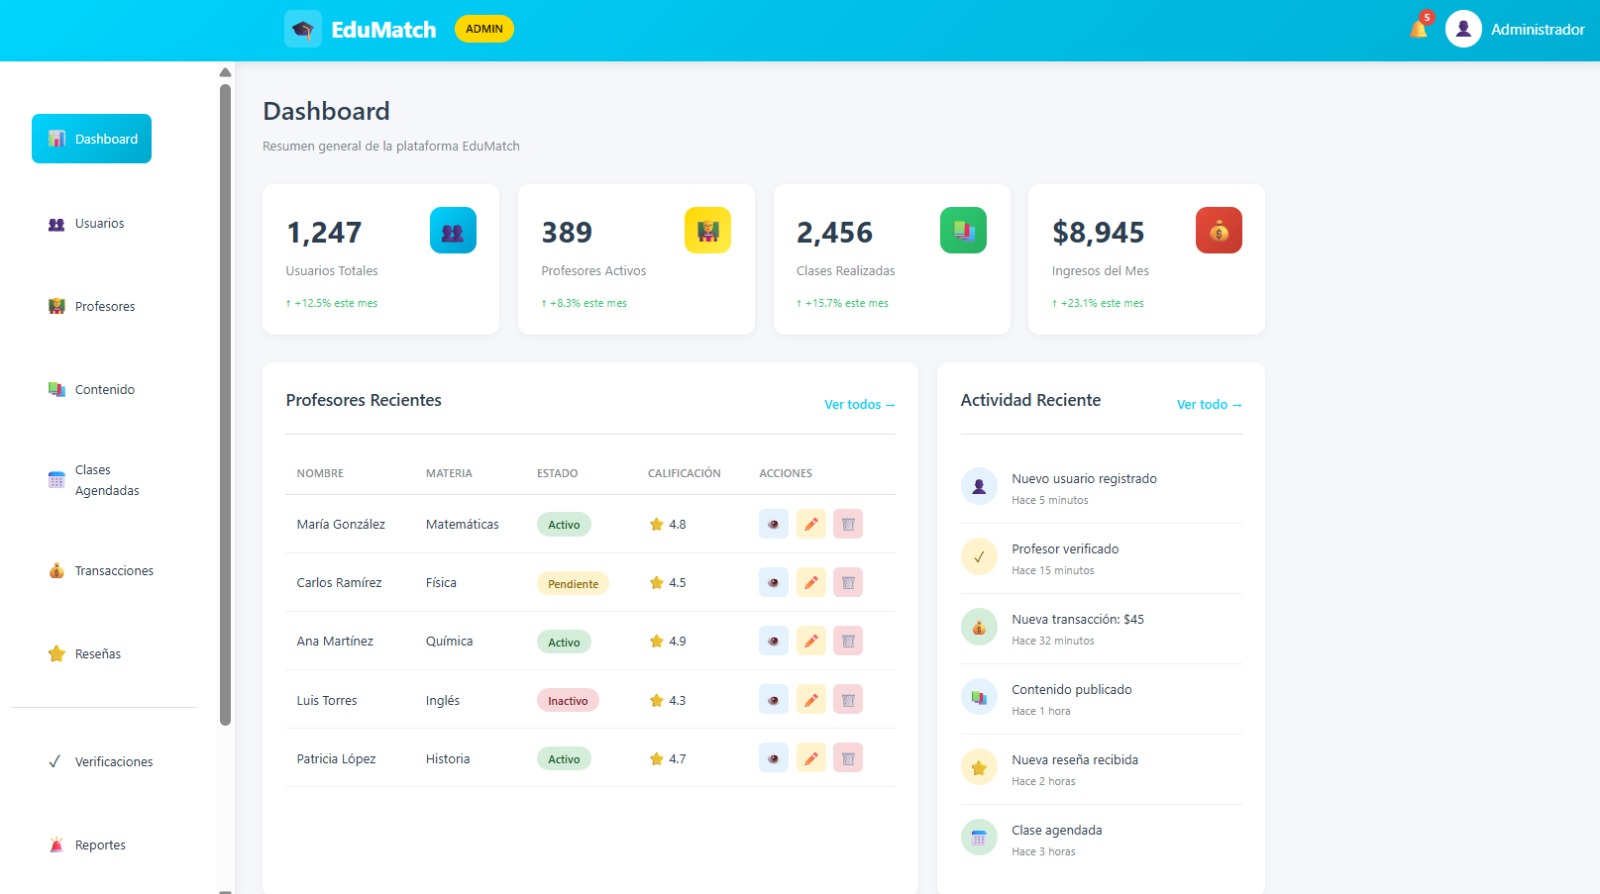 EduMatch ADMIN
5 Administrador
Dashboard
Usuarios
Profesores
Contenido
Clases
Agendadas
Transacciones
Reseñas
Verificaciones
Reportes
Dashboard
Resumen general de la plataforma EduMatch
1,247
Usuarios Totales
↑ +12.5% este mes
389
Profesores Activos
↑ +8.3% este mes
2,456
Clases Realizadas
↑ +15.7% este mes
$8,945
Ingresos del Mes
↑ +23.1% este mes
Profesores Recientes Ver todos →
NOMBRE MATERIA ESTADO CALIFICACIÓN ACCIONES
María González Matemáticas Activo ⭐ 4.8
Carlos Ramírez Física Pendiente ⭐ 4.5
Ana Martínez Química Activo ⭐ 4.9
Luis Torres Inglés Inactivo ⭐ 4.3
Patricia López Historia Activo ⭐ 4.7
Actividad Reciente Ver todo →
Nuevo usuario registrado
Hace 5 minutos
Profesor verificado
Hace 15 minutos
Nueva transacción: $45
Hace 32 minutos
Contenido publicado
Hace 1 hora
Nueva reseña recibida
Hace 2 horas
Clase agendada
Hace 3 horas